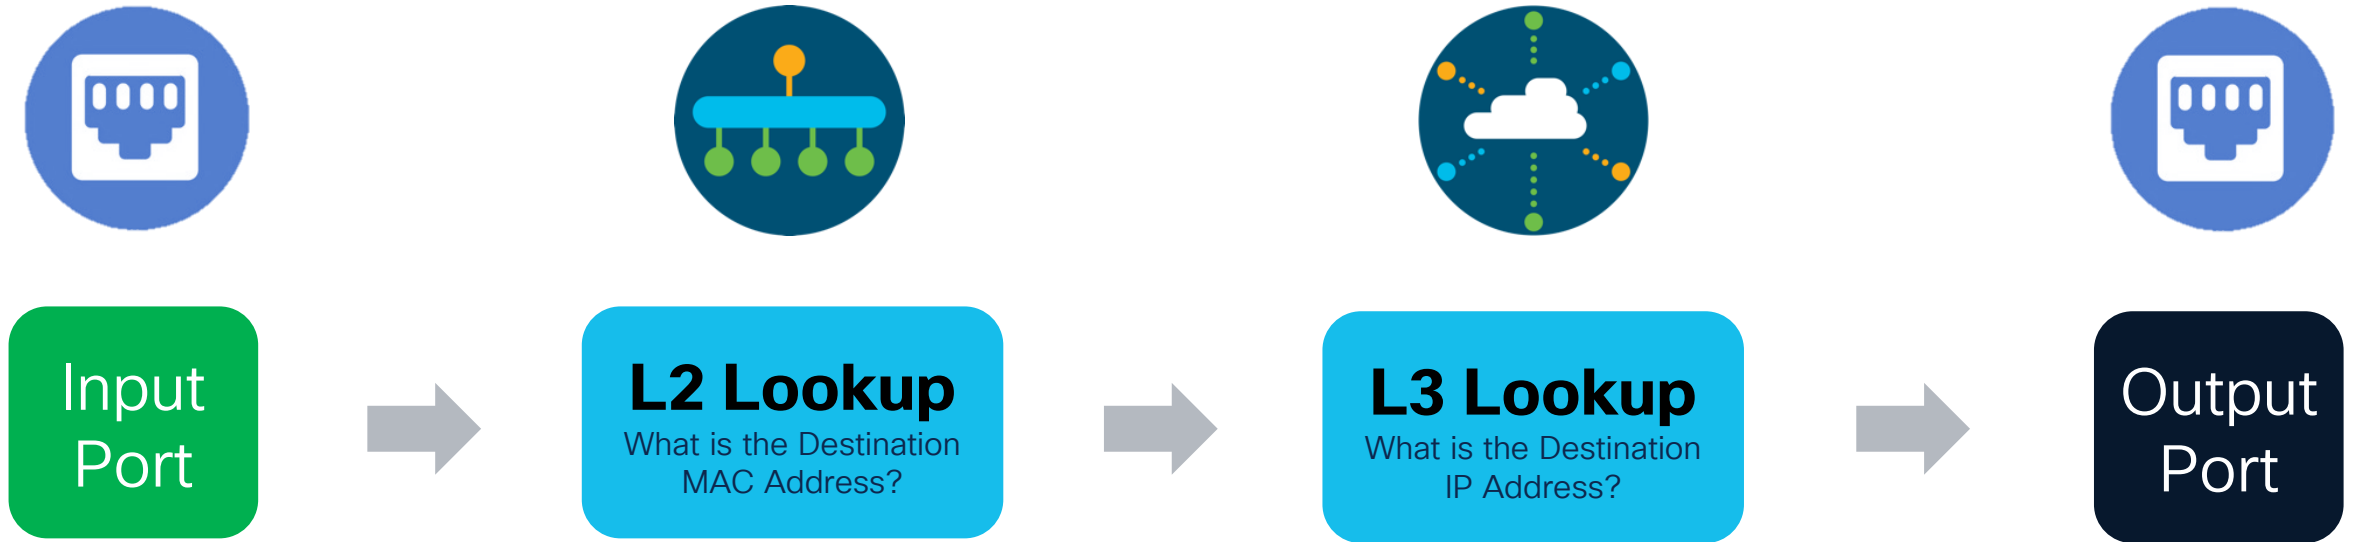 Input
Port
L2 Lookup
What is the Destination
MAC Address?
L3 Lookup
What is the Destination
IP Address?
Output
Port